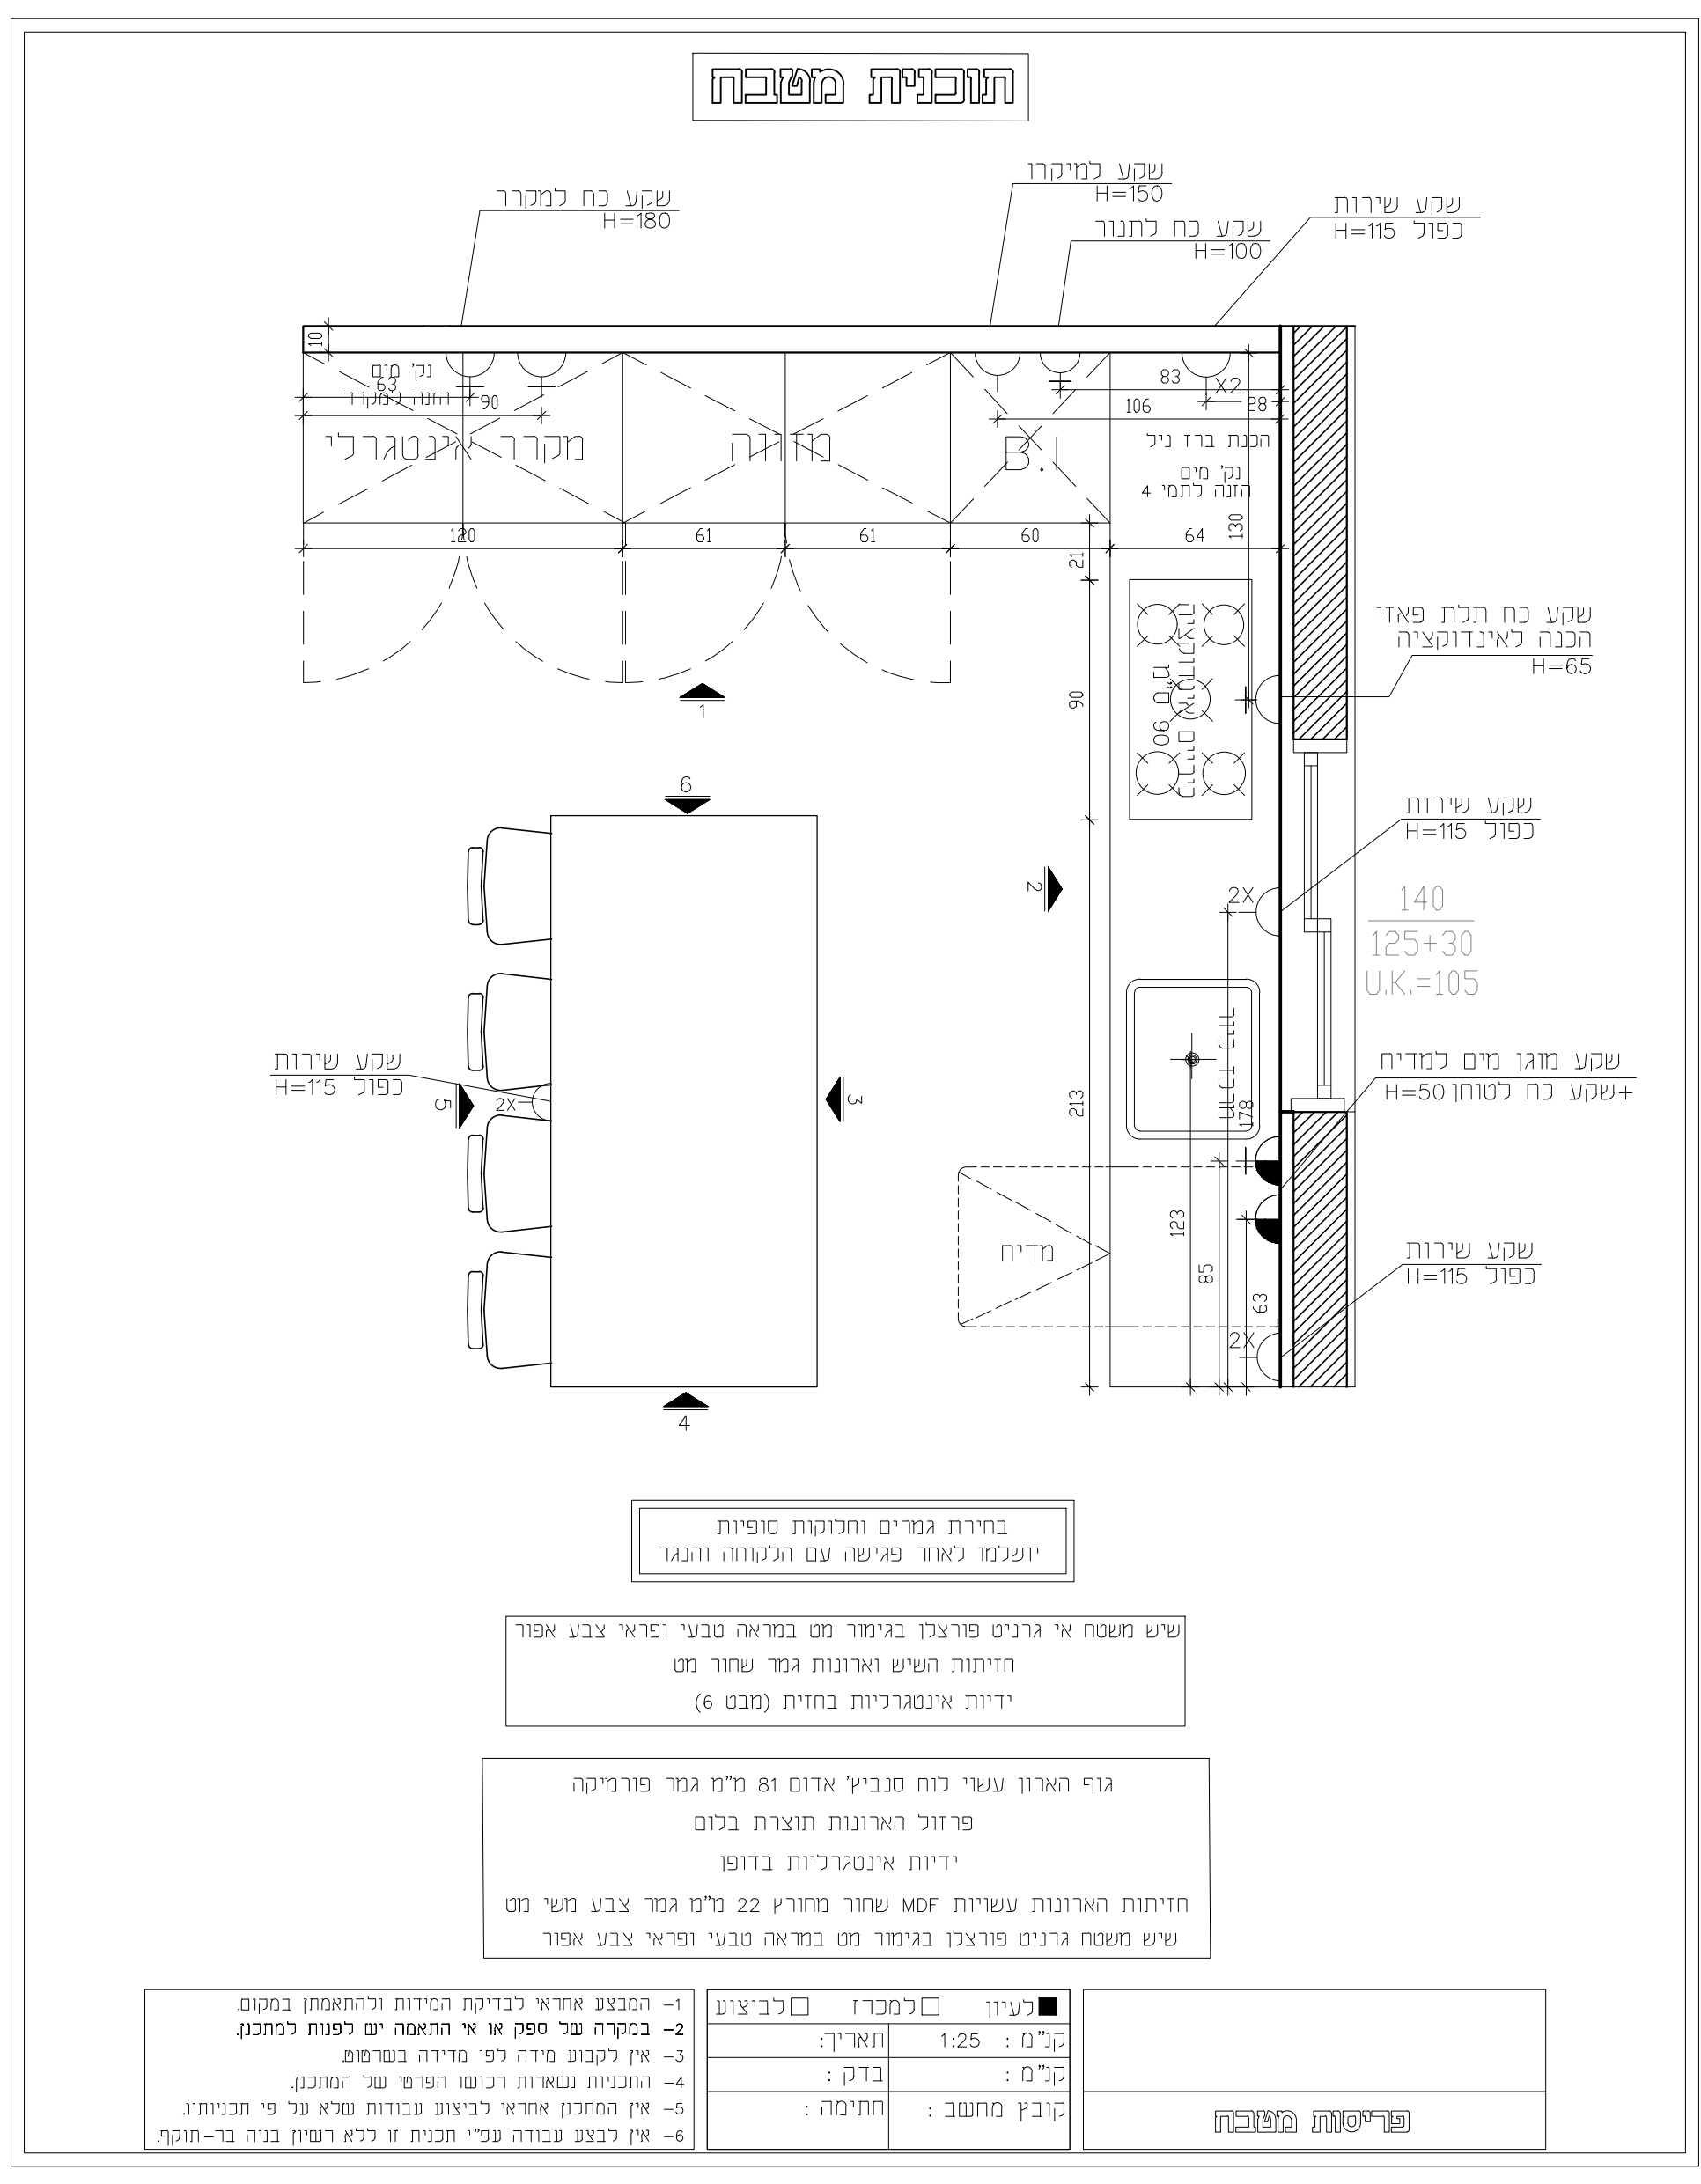 תוכנית מטבח
שקע למיקרו
H=150
שקע כח למקרר
H=180
שקע שירות
כפול H=115
שקע כח לתנור
H=100
10
נק' מים
63
הזנה למקרר
90
83
X2
106
28
מקרר אינטגרלי
מזווה
B.I
הכנת ברז ניל
נק' מים
הזנה לתמי 4
120
61
61
60
64
130
21
שקע כח תלת פאזי
הכנה לאינדוקציה
H=65
כיריים אינדוקציה
90 ס"מ
90
1
6
שקע שירות
כפול H=115
2
2X
140
125+30
U.K.=105
מרכז כיור
שקע שירות
כפול H=115
5
2X
3
213
178
שקע מוגן מים למדיח
+שקע כח לטוחן H=50
123
85
63
מדיח
שקע שירות
כפול H=115
2X
4
בחירת גמרים וחלוקות סופיות
יושלמו לאחר פגישה עם הלקוחה והנגר
שיש משטח אי גרניט פורצלן בגימור מט במראה טבעי ופראי צבע אפור
חזיתות השיש וארונות גמר שחור מט
ידיות אינטגרליות בחזית (מבט 6)
גוף הארון עשוי לוח סנביץ' אדום 81 מ"מ גמר פורמיקה
פרזול הארונות תוצרת בלום
ידיות אינטגרליות בדופן
חזיתות הארונות עשויות MDF שחור מחורץ 22 מ"מ גמר צבע משי מט
שיש משטח גרניט פורצלן בגימור מט במראה טבעי ופראי צבע אפור
לעיון למכרז לביצוע
קנ"מ : 1:25 תאריך:
קנ"מ : בדק :
קובץ מחשב : חתימה :
פריסות מטבח
1- המבצע אחראי לבדיקת המידות ולהתאמתן במקום.
2- במקרה של ספק או אי התאמה יש לפנות למתכנן.
3- אין לקבוע מידה לפי מדידה בשרטוט.
4- התכניות נשארות רכושו הפרטי של המתכנן.
5- אין המתכנן אחראי לביצוע עבודות שלא על פי תכניותיו.
6- אין לבצע עבודה עפ"י תכנית זו ללא רשיון בניה בר-תוקף.